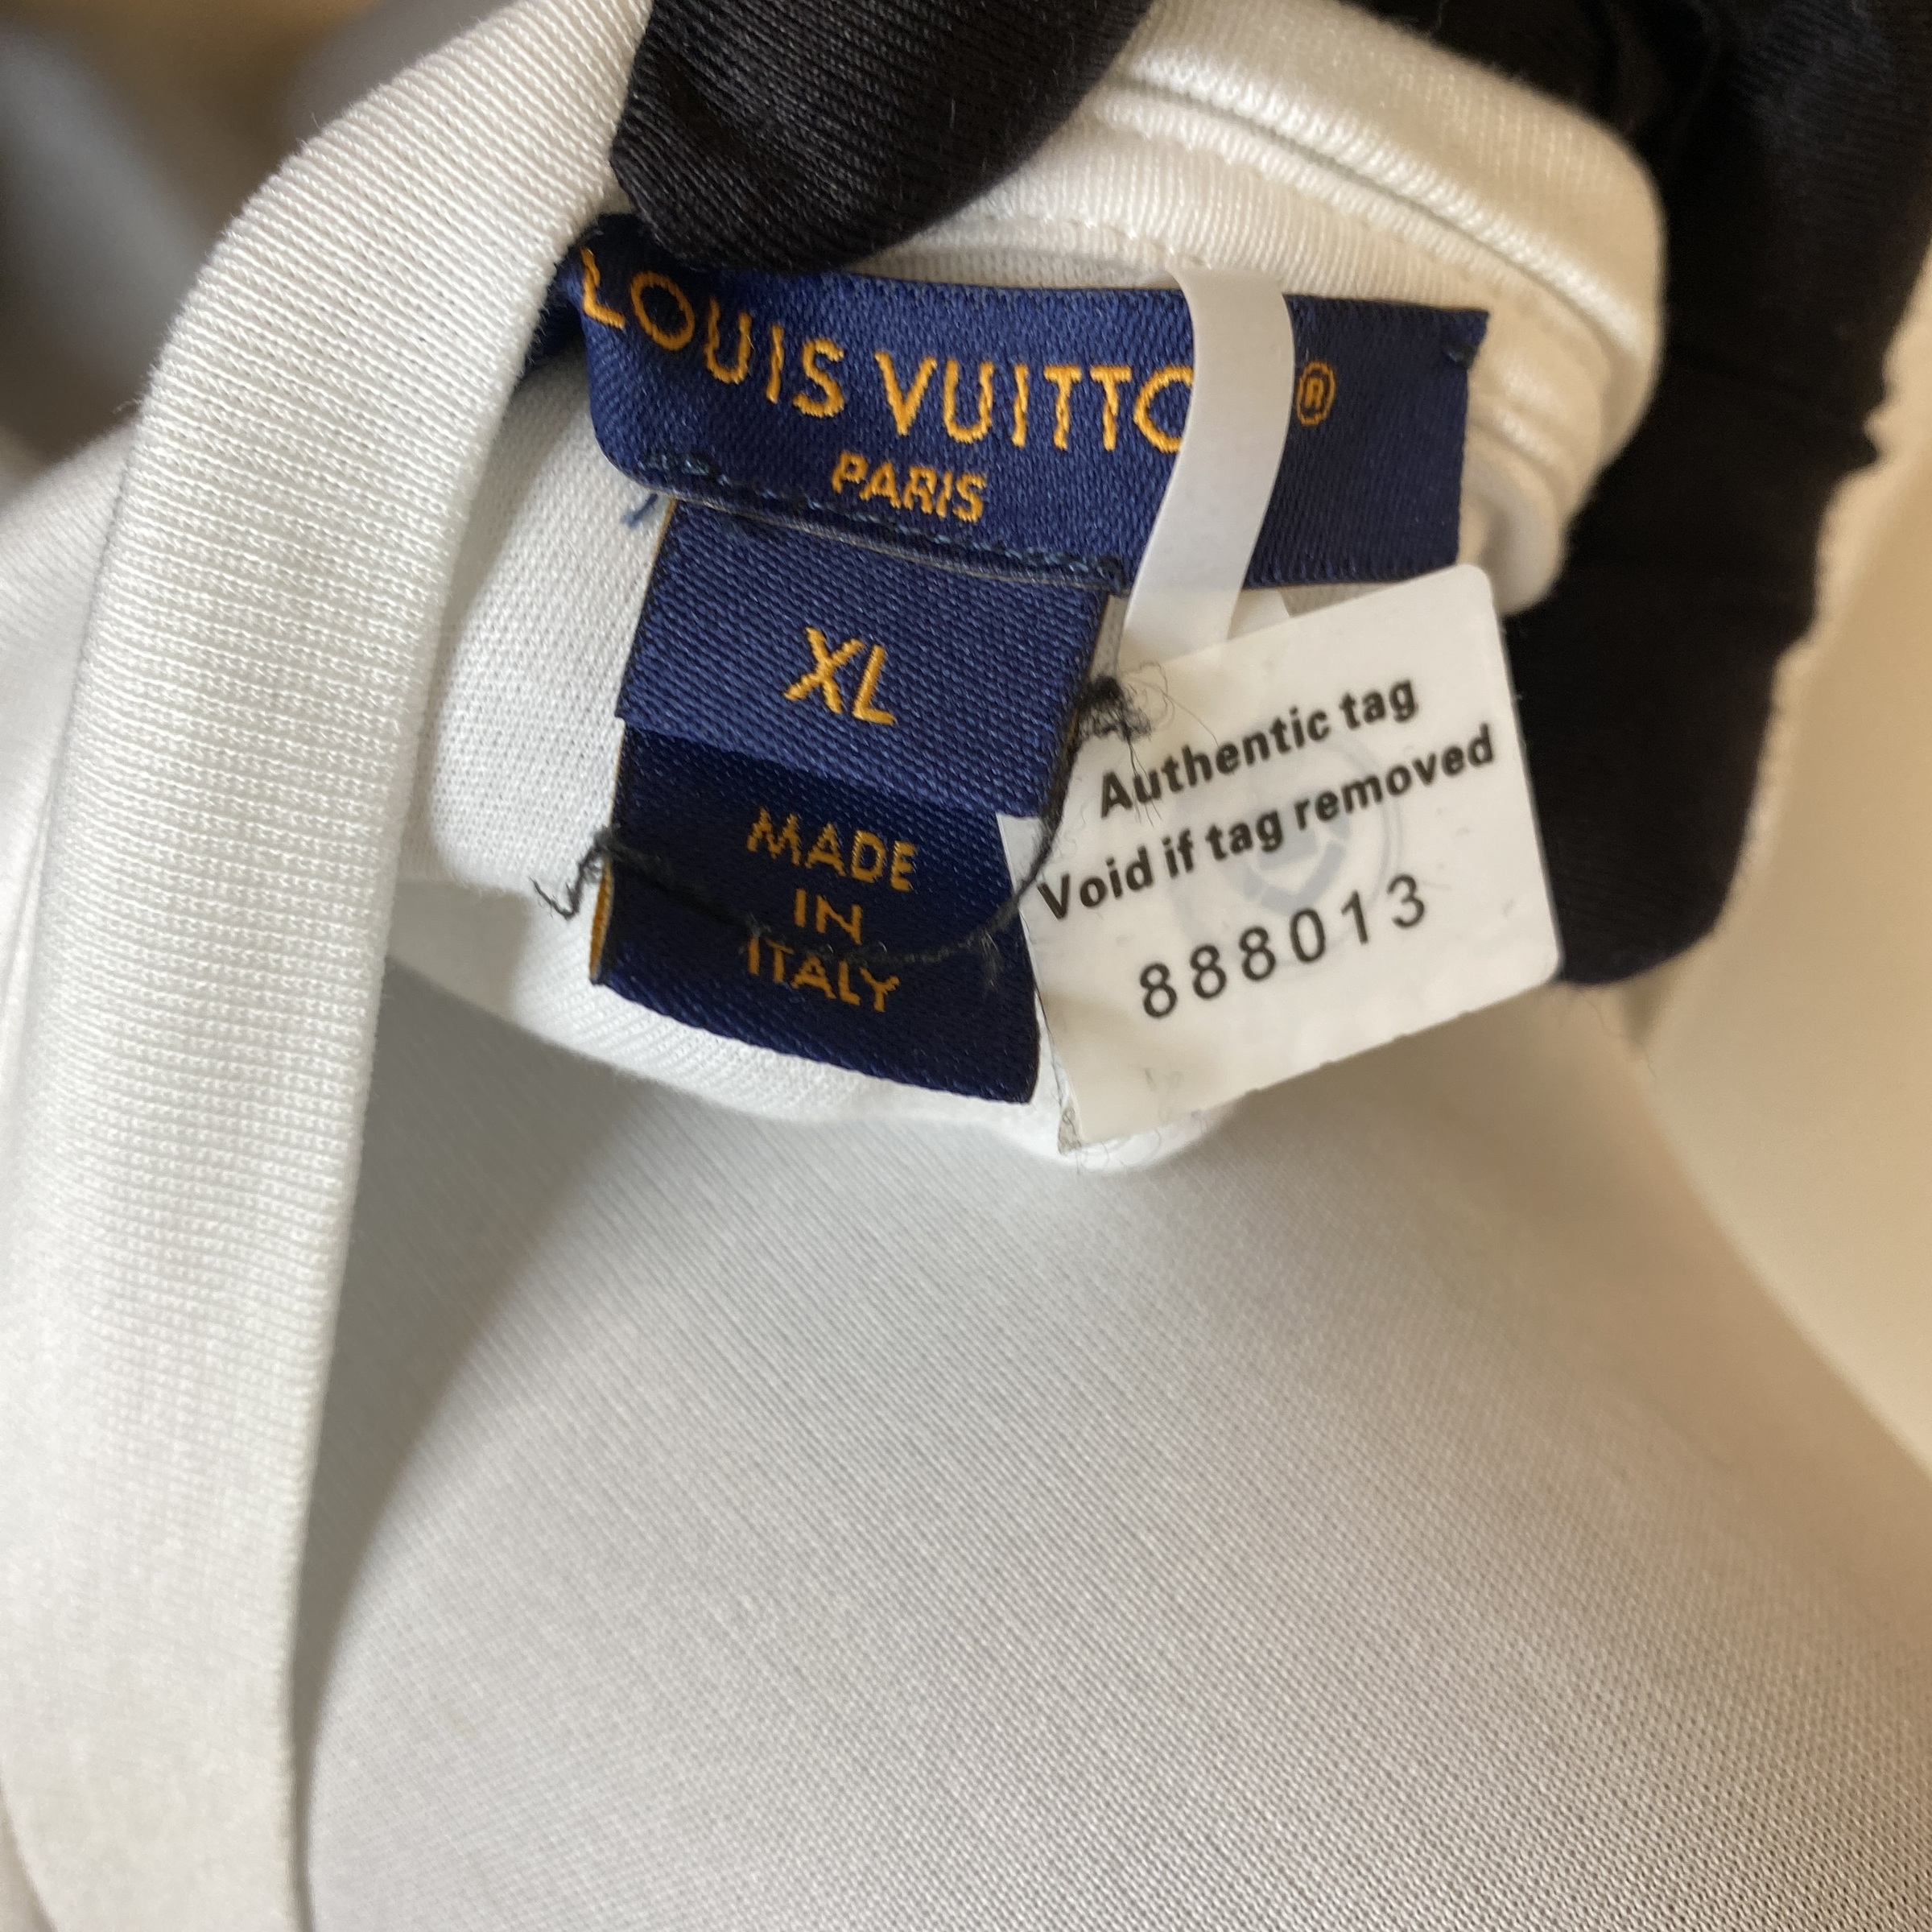 LOUIS VUITTO ®
PARIS
XL
MADE
IN
ITALY
Authentic tag
Void if tag removed
888013